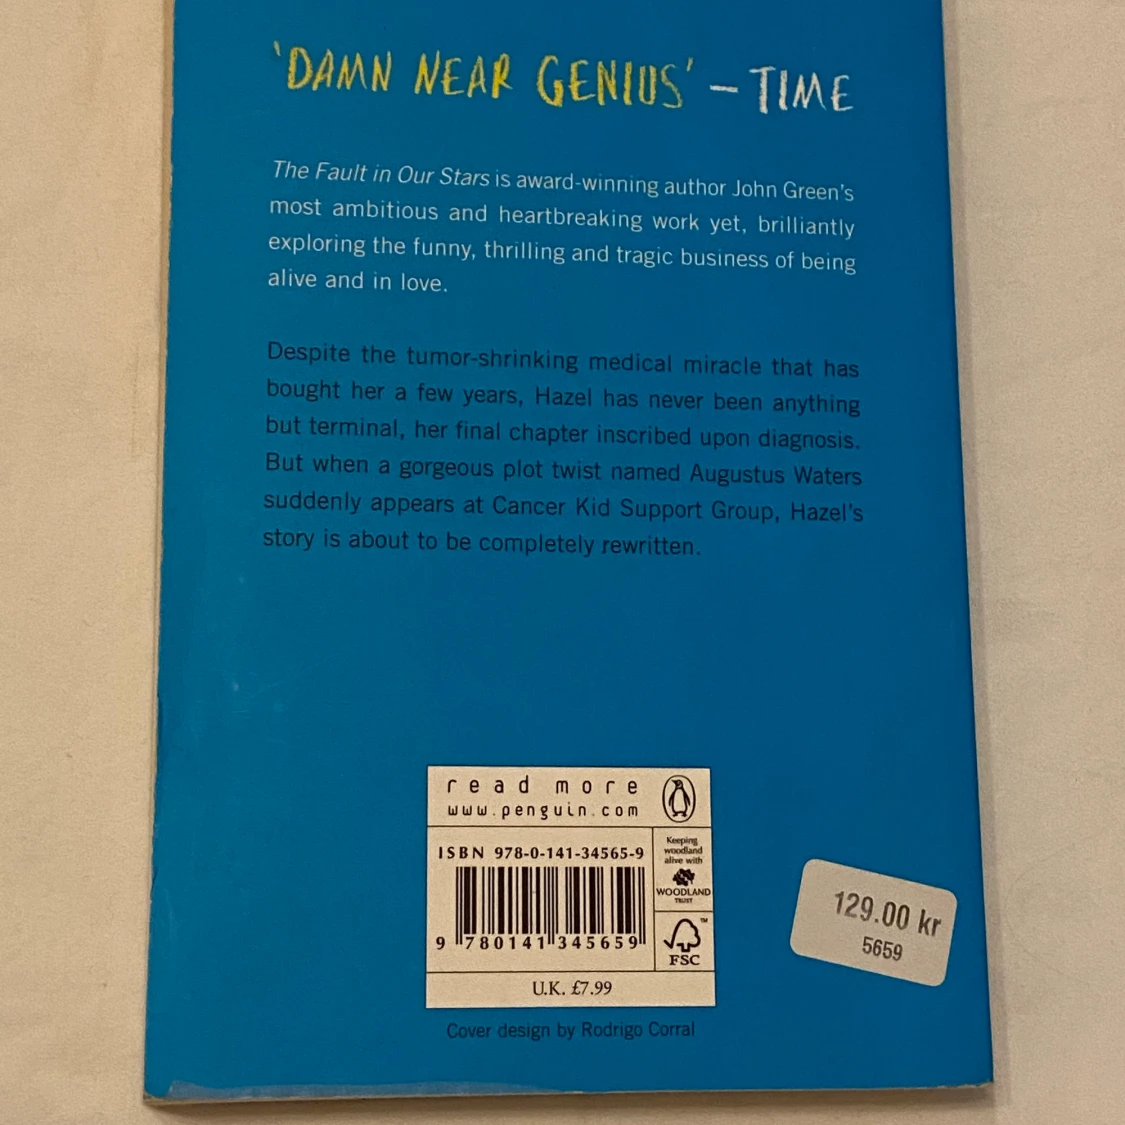 'DAMN NEAR GENIUS' – TIME
The Fault in Our Stars is award-winning author John Green's
most ambitious and heartbreaking work yet, brilliantly
exploring the funny, thrilling and tragic business of being
alive and in love.
Despite the tumor-shrinking medical miracle that has
bought her a few years, Hazel has never been anything
but terminal, her final chapter inscribed upon diagnosis.
But when a gorgeous plot twist named Augustus Waters
suddenly appears at Cancer Kid Support Group, Hazel's
story is about to be completely rewritten.
read more
www.penguin.com
ISBN 978-0-141-34565-9
9 780141 345659
Keeping
woodland
alive with
WOODLAND
TRUST
™
FSC
U.K. £7.99
129.00 kr
5659
Cover design by Rodrigo Corral